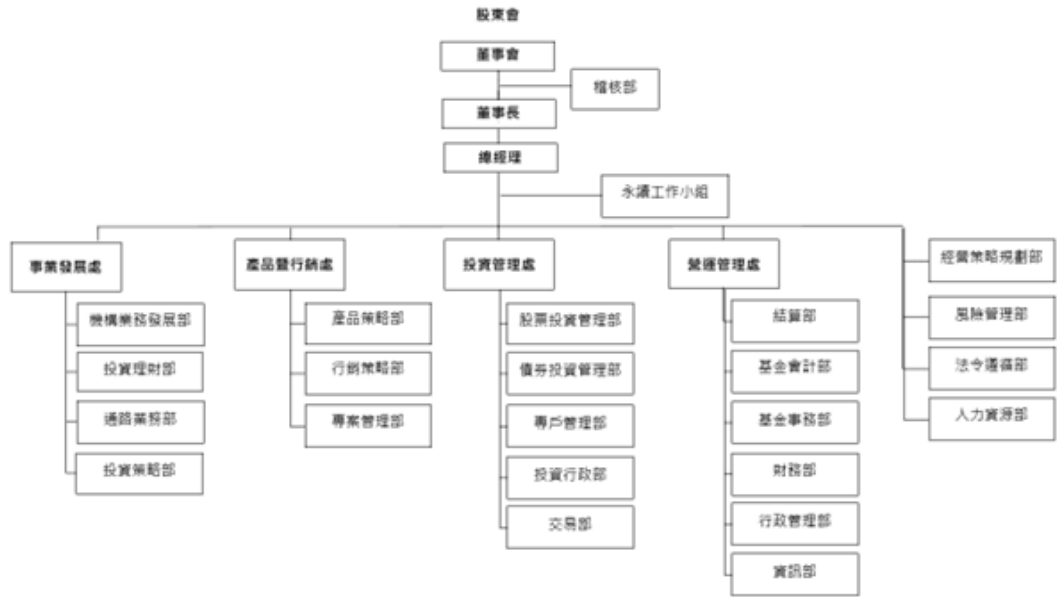 股東會
董事會
稽核部
董事長
總經理
永續工作小組
事業發展處
機構業務發展部
投資理財部
通路業務部
投資策略部
產品暨行銷處
產品策略部
行銷策略部
專案管理部
投資管理處
股票投資管理部
債券投資管理部
專戶管理部
投資行政部
交易部
營運管理處
結算部
基金會計部
基金事務部
財務部
行政管理部
資訊部
經營策略規劃部
風險管理部
法令遵循部
人力資源部